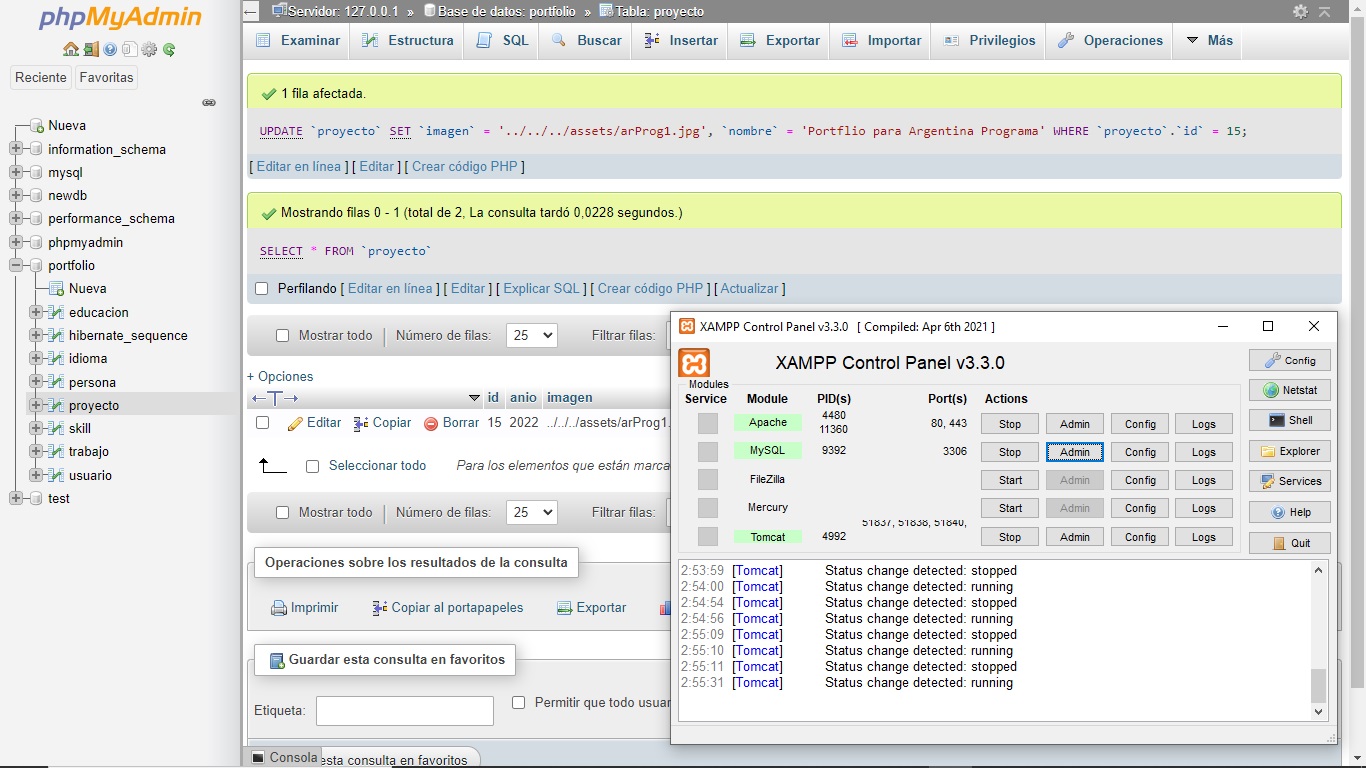 phpMyAdmin
Reciente Favoritas
Nueva
information_schema
mysql
newdb
performance_schema
phpmyadmin
portfolio
Nueva
educacion
hibernate_sequence
idioma
persona
proyecto
skill
trabajo
usuario
test
Servidor: 127.0.0.1 » Base de datos: portfolio » Tabla: proyecto
Examinar Estructura SQL Buscar Insertar Exportar Importar Privilegios Operaciones Más
1 fila afectada.
UPDATE `proyecto` SET `imagen` = '../../../assets/arProg1.jpg', `nombre` = 'Portflio para Argentina Programa' WHERE `proyecto`.`id` = 15;
[ Editar en línea ] [ Editar ] [ Crear código PHP ]
Mostrando filas 0 - 1 (total de 2, La consulta tardó 0,0228 segundos.)
SELECT * FROM `proyecto`
Perfilando [ Editar en línea ] [ Editar ] [ Explicar SQL ] [ Crear código PHP ] [ Actualizar ]
Mostrar todo Número de filas: 25 Filtrar filas:
+ Opciones
id anio imagen
Editar Copiar Borrar 15 2022 ../../../assets/arProg1.
Seleccionar todo Para los elementos que están marca
Mostrar todo Número de filas: 25 Filtrar filas:
Operaciones sobre los resultados de la consulta
Imprimir Copiar al portapapeles Exportar
Guardar esta consulta en favoritos
Etiqueta: Permitir que todo usuar
Consola esta consulta en favoritos
XAMPP Control Panel v3.3.0 [ Compiled: Apr 6th 2021 ]
XAMPP Control Panel v3.3.0
Modules
Service Module PID(s) Port(s) Actions
Apache 4480
11360 80, 443 Stop Admin Config Logs
MySQL 9392 3306 Stop Admin Config Logs
FileZilla Start Admin Config Logs
Mercury Start Admin Config Logs
Tomcat 4992 51837, 51838, 51840, Stop Admin Config Logs
Config
Netstat
Shell
Explorer
Services
Help
Quit
2:53:59 [Tomcat] Status change detected: stopped
2:54:00 [Tomcat] Status change detected: running
2:54:54 [Tomcat] Status change detected: stopped
2:54:56 [Tomcat] Status change detected: running
2:55:09 [Tomcat] Status change detected: stopped
2:55:10 [Tomcat] Status change detected: running
2:55:11 [Tomcat] Status change detected: stopped
2:55:31 [Tomcat] Status change detected: running